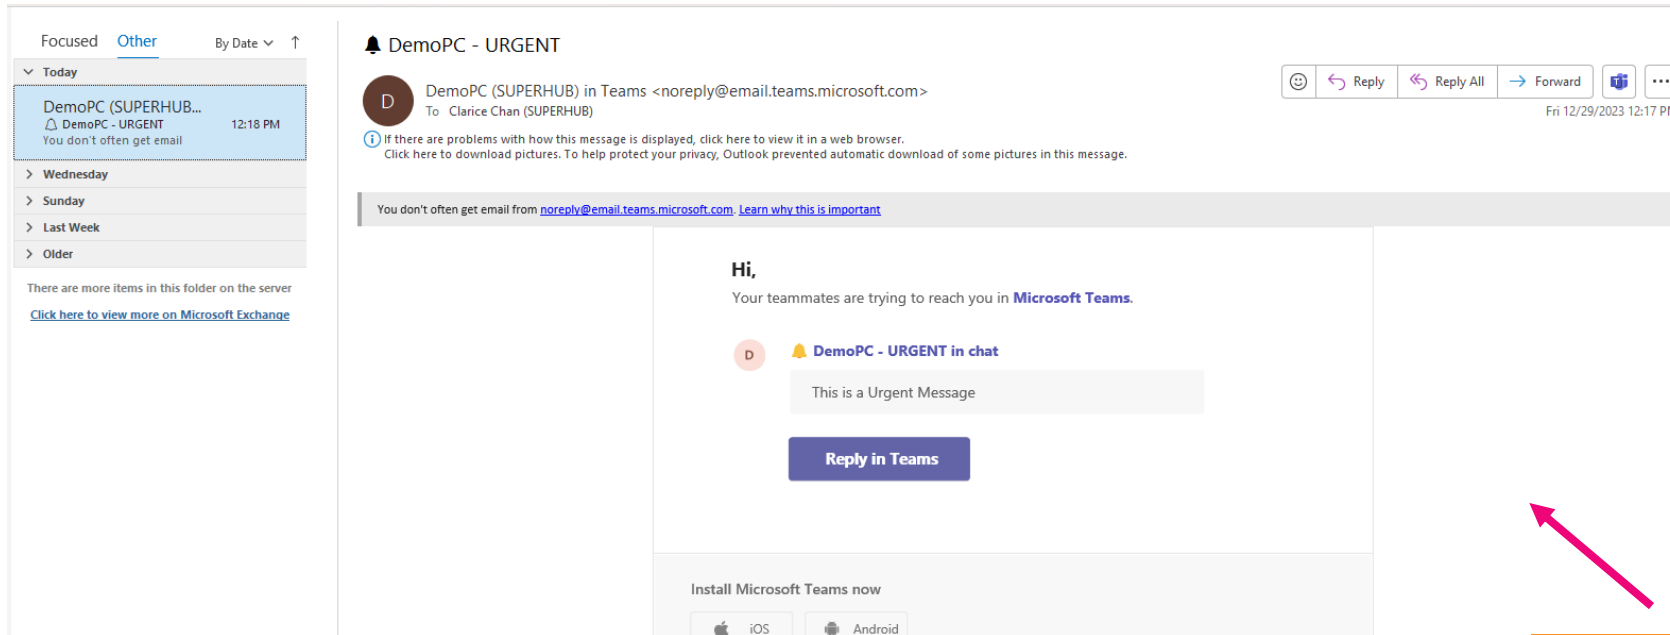 Focused Other By Date
Today
DemoPC (SUPERHUB...
DemoPC - URGENT 12:18 PM
You don't often get email
Wednesday
Sunday
Last Week
Older
There are more items in this folder on the server
Click here to view more on Microsoft Exchange
DemoPC - URGENT
D
DemoPC (SUPERHUB) in Teams <noreply@email.teams.microsoft.com>
To Clarice Chan (SUPERHUB)
Reply Reply All Forward
Fri 12/29/2023 12:17 PM
If there are problems with how this message is displayed, click here to view it in a web browser.
Click here to download pictures. To help protect your privacy, Outlook prevented automatic download of some pictures in this message.
You don't often get email from noreply@email.teams.microsoft.com. Learn why this is important
Hi,
Your teammates are trying to reach you in Microsoft Teams.
D
DemoPC - URGENT in chat
This is a Urgent Message
Reply in Teams
Install Microsoft Teams now
iOS Android